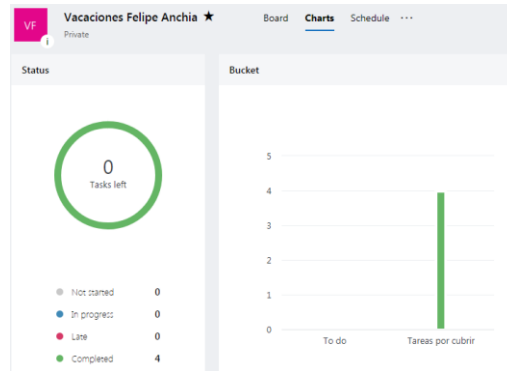 VF
i
Vacaciones Felipe Anchia ★
Private
Board Charts Schedule ···
Status
0
Tasks left
Not started 0
In progress 0
Late 0
Completed 4
Bucket
5
4
3
2
1
0
To do Tareas por cubrir